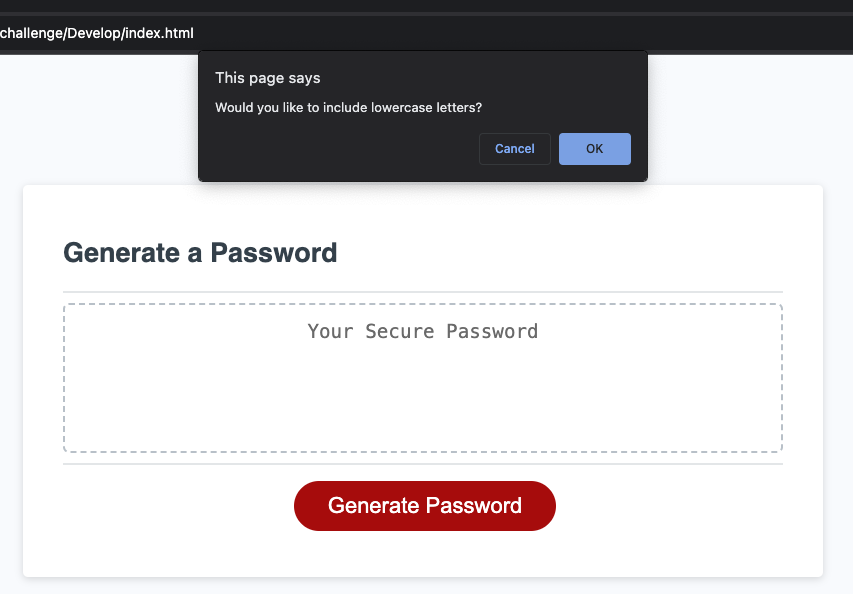 challenge/Develop/index.html
This page says
Would you like to include lowercase letters?
Cancel OK
Generate a Password
Your Secure Password
Generate Password